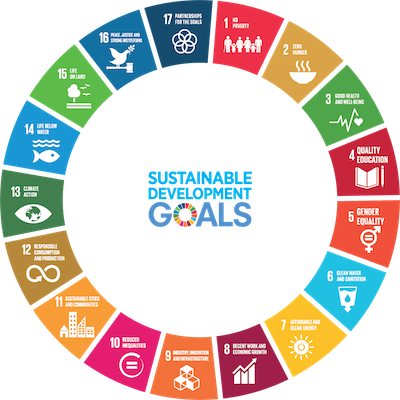 1 NO
POVERTY
2 ZERO
HUNGER
3 GOOD HEALTH
AND WELL-BEING
4 QUALITY
EDUCATION
5 GENDER
EQUALITY
6 CLEAN WATER
AND SANITATION
7 AFFORDABLE AND
CLEAN ENERGY
8 DECENT WORK AND
ECONOMIC GROWTH
9 INDUSTRY, INNOVATION
AND INFRASTRUCTURE
10 REDUCED
INEQUALITIES
11 SUSTAINABLE CITIES
AND COMMUNITIES
12 RESPONSIBLE
CONSUMPTION
AND PRODUCTION
13 CLIMATE
ACTION
14 LIFE BELOW
WATER
15 LIFE
ON LAND
16 PEACE, JUSTICE AND
STRONG INSTITUTIONS
17 PARTNERSHIPS
FOR THE GOALS
SUSTAINABLE
DEVELOPMENT
GOALS